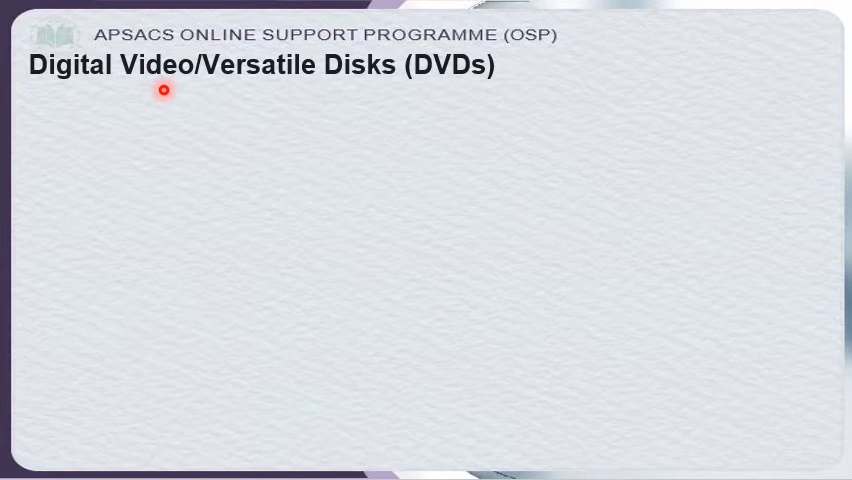 APSACS ONLINE SUPPORT PROGRAMME (OSP)
Digital Video/Versatile Disks (DVDs)